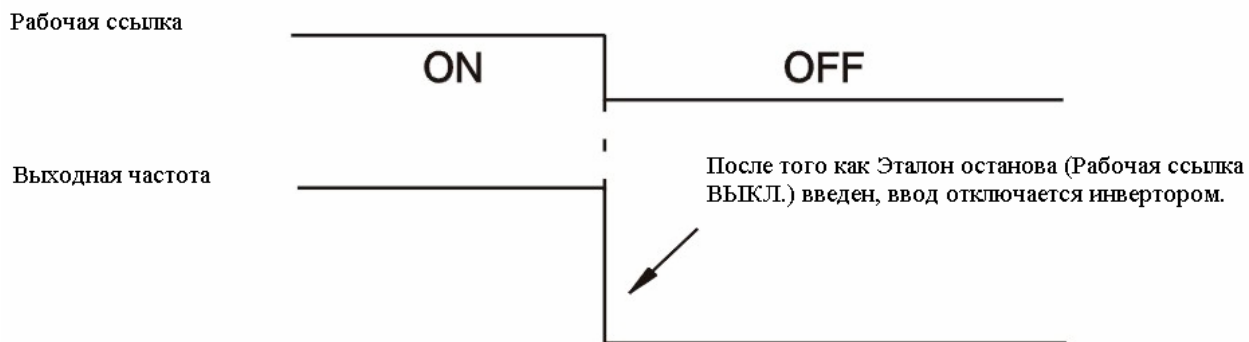 Рабочая ссылка
ON
OFF
Выходная частота
После того как Эталон останова (Рабочая ссылка
ВЫКЛ.) введен, ввод отключается инвертором.